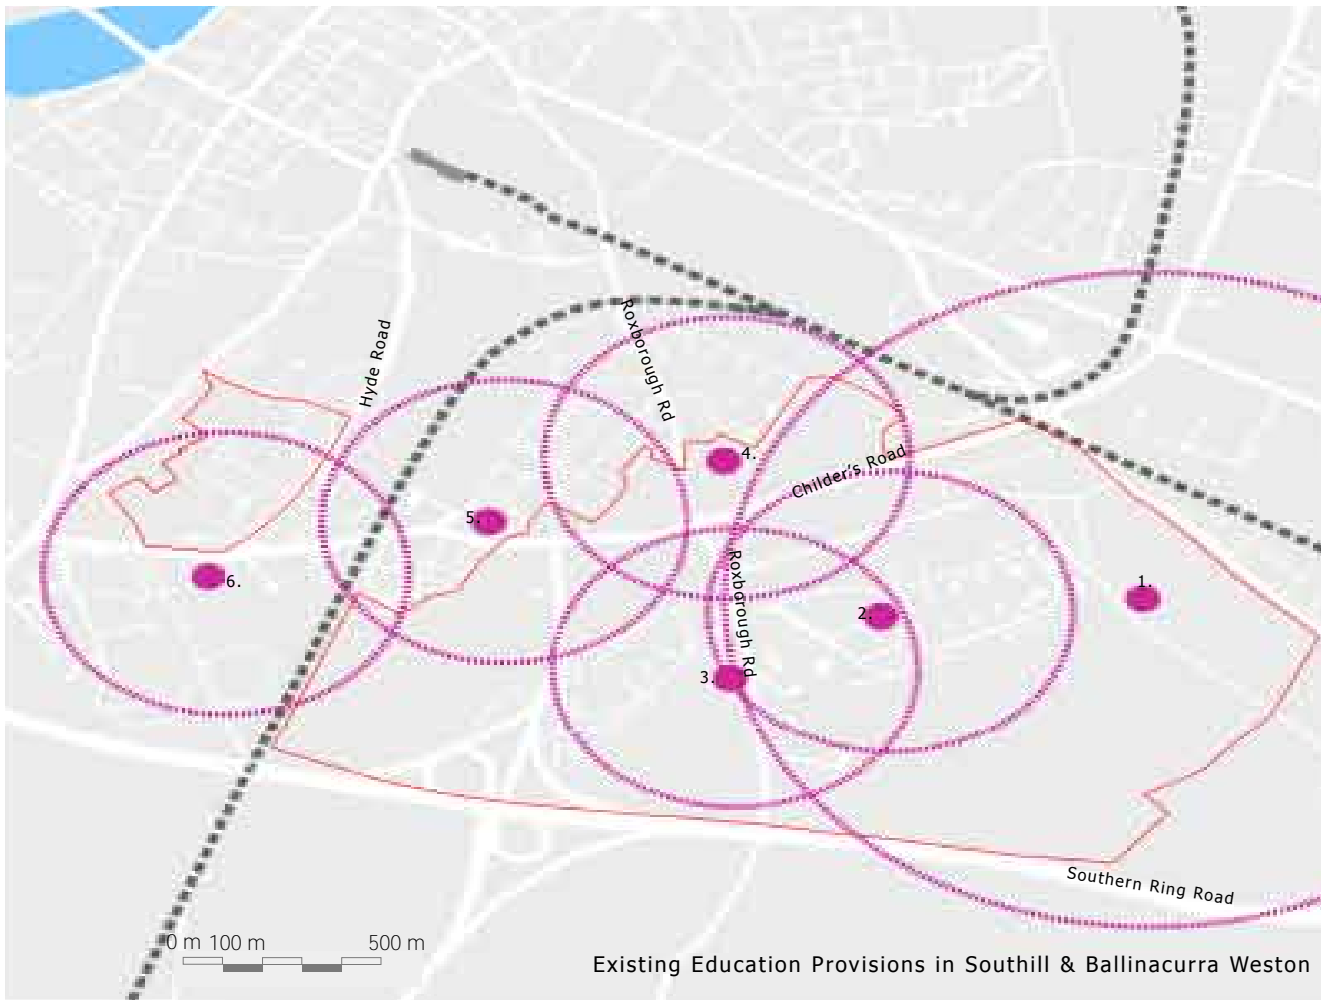 Hyde Road
Roxborough Rd
4.
Childer's Road
5.
6.
Roxborough Rd
1.
2.
3.
Southern Ring Road
0 m 100 m 500 m
Existing Education Provisions in Southill & Ballinacurra Weston